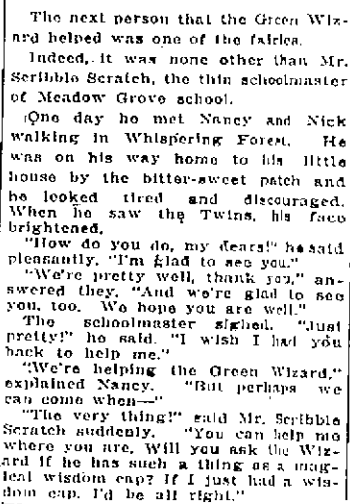 The next person that the Green Wiz-
ard helped was one of the fairies.
Indeed, it was none other than Mr.
Scribble Scratch, the thin schoolmaster
of Meadow Grove school.
One day he met Nancy and Nick
walking in Whispering Forest. He
was on his way home to his little
house by the bitter-sweet patch and
he looked tired and discouraged.
When he saw the Twins, his face
brightened.
"How do you do, my dears!" he said
pleasantly. "I'm glad to see you."
"We're pretty well, thank you," an-
swered they. "And we're glad to see
you, too. We hope you are well."
The schoolmaster sighed. "Just
pretty!" he said. "I wish I had you
back to help me."
"We're helping the Green Wizard,"
explained Nancy. "But perhaps we
can come when—"
"The very thing!" said Mr. Scribble
Scratch suddenly. "You can help me
where you are. Will you ask the Wiz-
ard if he has such a thing as a mag-
ical wisdom cap? If I just had a wis-
dom cap, I'd be all right."